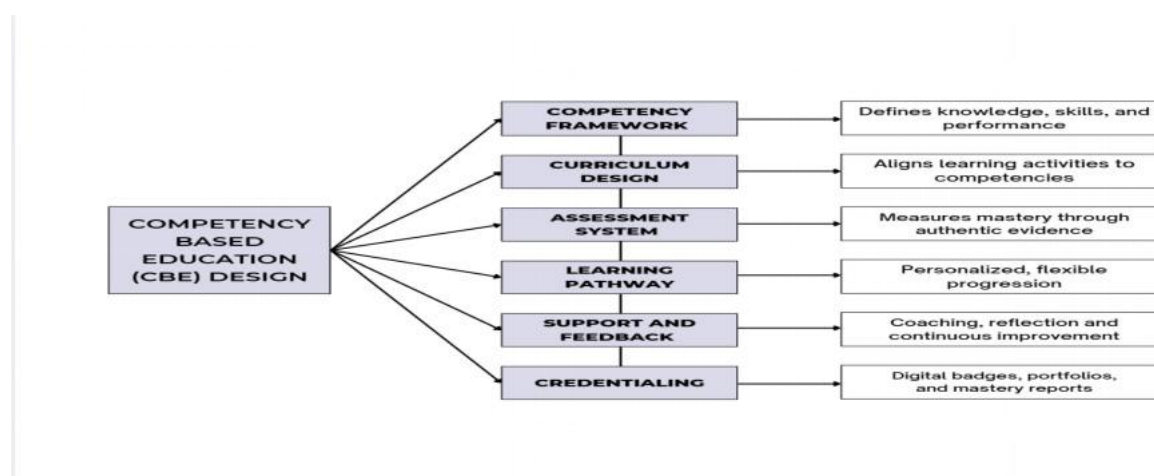 COMPETENCY
BASED
EDUCATION
(CBE) DESIGN
COMPETENCY
FRAMEWORK
Defines knowledge, skills, and
performance
CURRICULUM
DESIGN
Aligns learning activities to
competencies
ASSESSMENT
SYSTEM
Measures mastery through
authentic evidence
LEARNING
PATHWAY
Personalized, flexible
progression
SUPPORT AND
FEEDBACK
Coaching, reflection and
continuous improvement
CREDENTIALING
Digital badges, portfolios,
and mastery reports